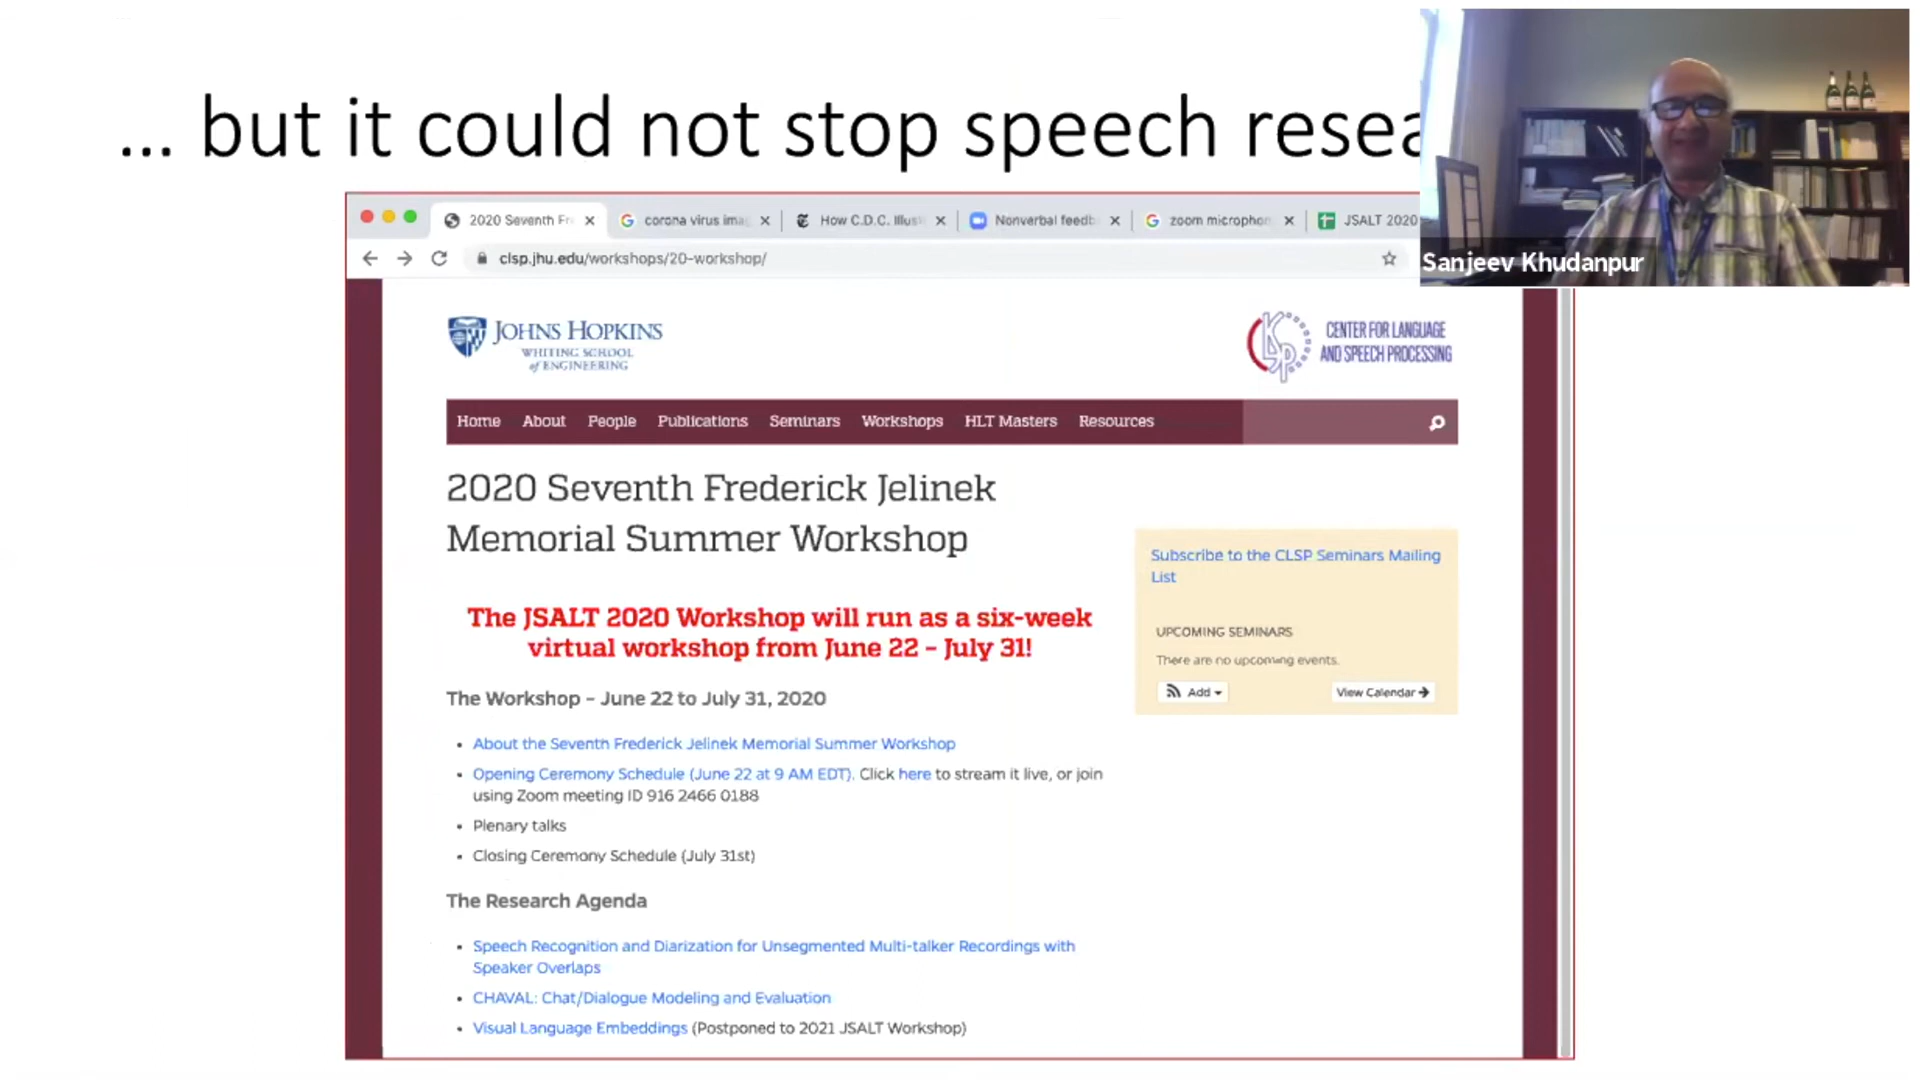 ... but it could not stop speech resea
Sanjeev Khudanpur
2020 Seventh Fr
corona virus ima
How C.D.C. Illus
Nonverbal feedb
zoom microphon
JSALT 2020
clsp.jhu.edu/workshops/20-workshop/
JOHNS HOPKINS
WHITING SCHOOL
of ENGINEERING
CENTER FOR LANGUAGE
AND SPEECH PROCESSING
Home About People Publications Seminars Workshops HLT Masters Resources
2020 Seventh Frederick Jelinek
Memorial Summer Workshop
The JSALT 2020 Workshop will run as a six-week
virtual workshop from June 22 – July 31!
The Workshop – June 22 to July 31, 2020
• About the Seventh Frederick Jelinek Memorial Summer Workshop
• Opening Ceremony Schedule (June 22 at 9 AM EDT). Click here to stream it live, or join
using Zoom meeting ID 916 2466 0188
• Plenary talks
• Closing Ceremony Schedule (July 31st)
The Research Agenda
• Speech Recognition and Diarization for Unsegmented Multi-talker Recordings with
Speaker Overlaps
• CHAVAL: Chat/Dialogue Modeling and Evaluation
• Visual Language Embeddings (Postponed to 2021 JSALT Workshop)
Subscribe to the CLSP Seminars Mailing
List
UPCOMING SEMINARS
There are no upcoming events.
Add
View Calendar